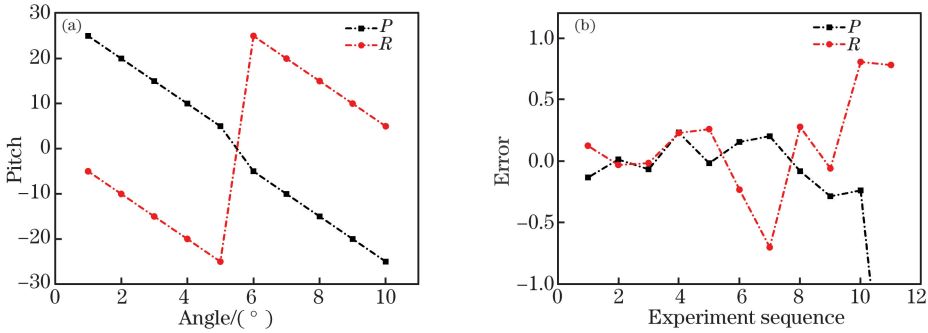 (a)
P
R
30
20
10
0
−10
−20
−30
Pitch
0
2
4
6
8
10
Angle/(°)
(b)
P
R
1.0
0.5
0.0
−0.5
−1.0
Error
0
2
4
6
8
10
12
Experiment sequence